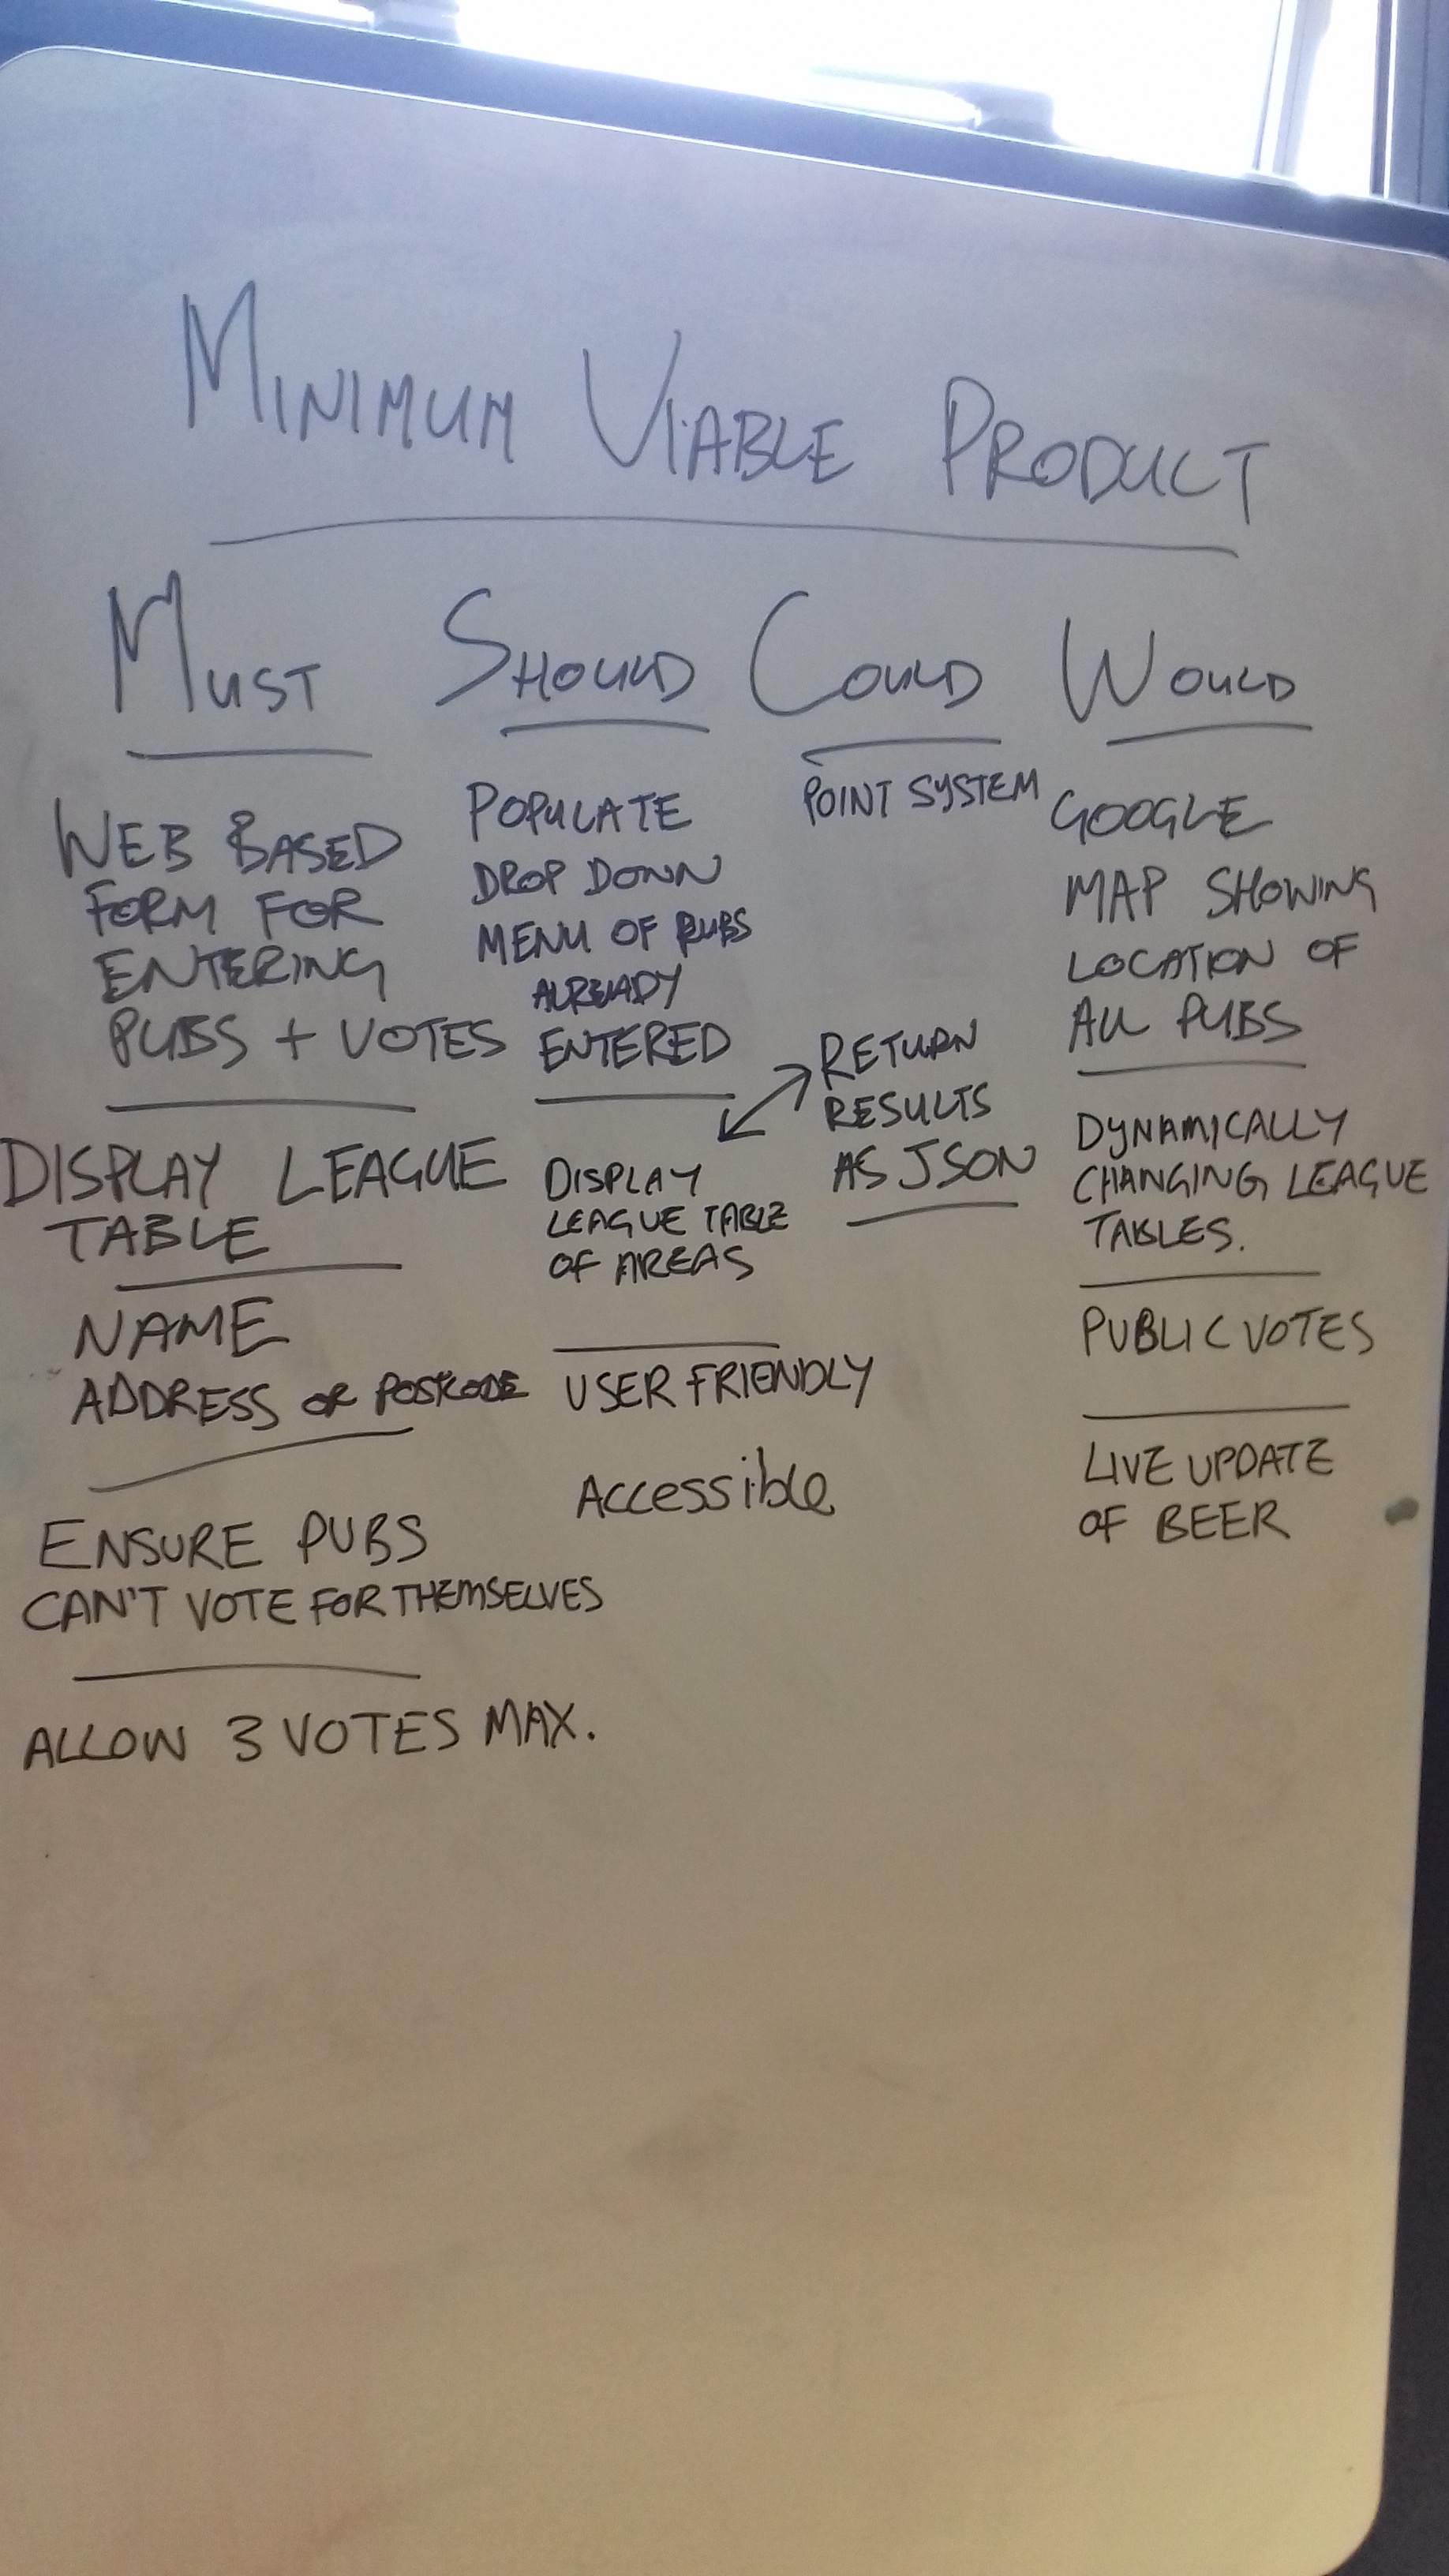 MINIMUM VIABLE PRODUCT
MUST SHOULD COULD WOULD
WEB BASED
FORM FOR
ENTERING
PUBS + VOTES
DISPLAY LEAGUE
TABLE
NAME
ADDRESS OR POSTCODE
ENSURE PUBS
CAN'T VOTE FOR THEMSELVES
ALLOW 3 VOTES MAX.
POPULATE
DROP DOWN
MENU OF PUBS
ALREADY
ENTERED
DISPLAY
LEAGUE TABLE
OF AREAS
USER FRIENDLY
Accessible
POINT SYSTEM
RETURN
RESULTS
AS JSON
GOOGLE
MAP SHOWING
LOCATION OF
ALL PUBS
DYNAMICALLY
CHANGING LEAGUE
TABLES.
PUBLIC VOTES
LIVE UPDATE
OF BEER